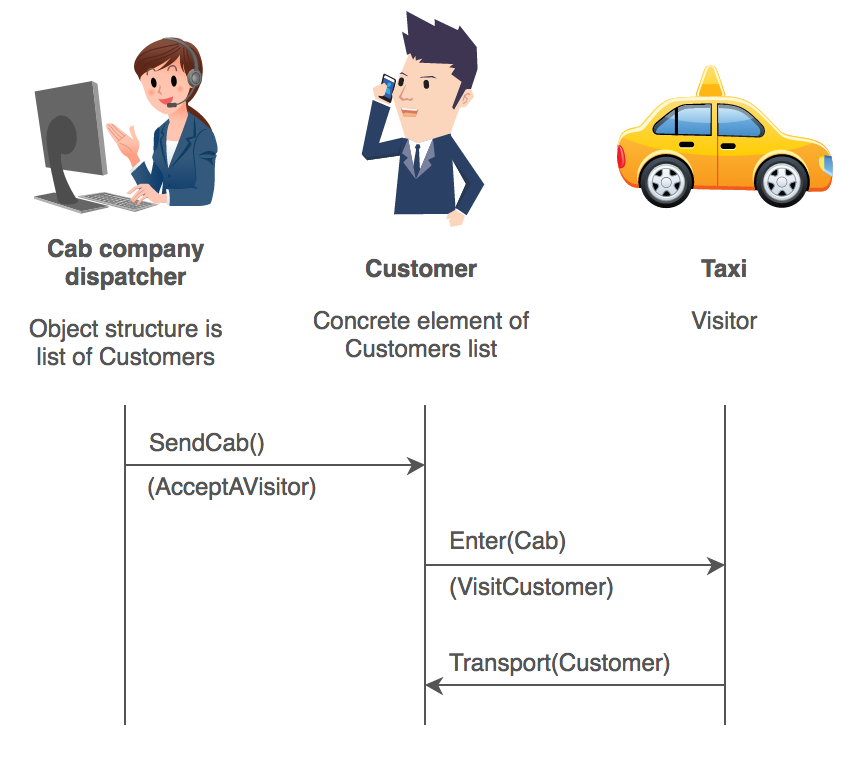 Cab company
dispatcher
Customer
Taxi
Object structure is
list of Customers
Concrete element of
Customers list
Visitor
SendCab()
(AcceptAVisitor)
Enter(Cab)
(VisitCustomer)
Transport(Customer)